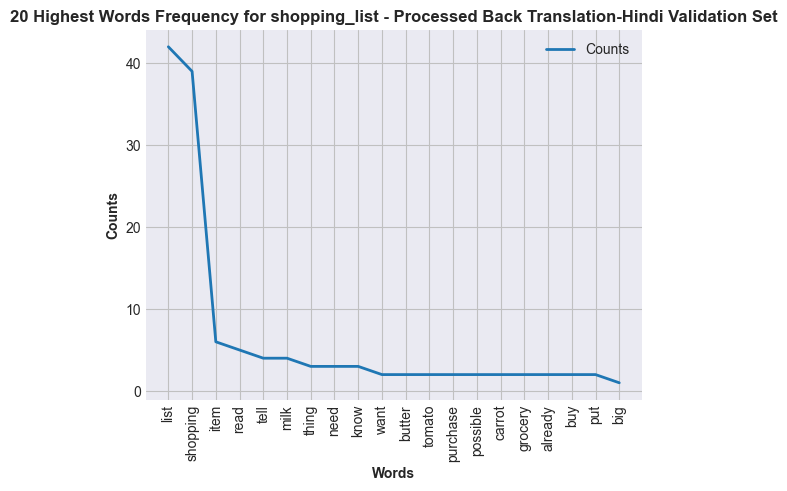 20 Highest Words Frequency for shopping_list - Processed Back Translation-Hindi Validation Set
Counts
40
30
20
10
0
Counts
list
shopping
item
read
tell
milk
thing
need
know
want
butter
tomato
purchase
possible
carrot
grocery
already
buy
put
big
Words